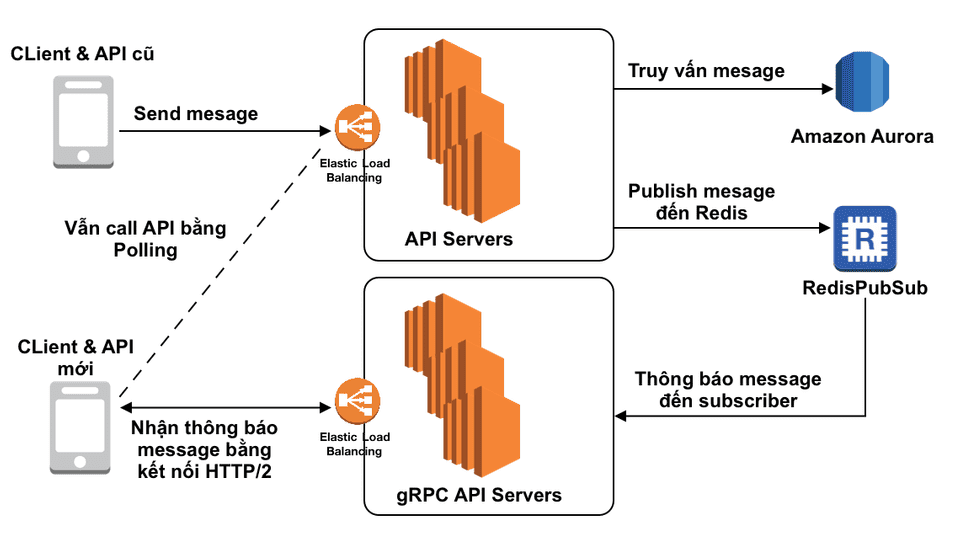 CLient & API cũ
Send mesage
Elastic Load
Balancing
API Servers
Truy vấn mesage
Amazon Aurora
Publish mesage
đến Redis
R
RedisPubSub
Vẫn call API bằng
Polling
CLient & API
mới
Nhận thông báo
message bằng
kết nối HTTP/2
Elastic Load
Balancing
gRPC API Servers
Thông báo message
đến subscriber